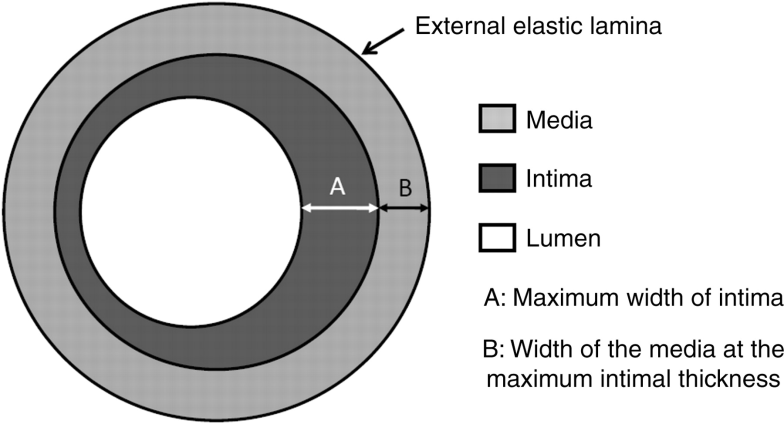 External elastic lamina
Media
Intima
Lumen
A
B
A: Maximum width of intima
B: Width of the media at the
maximum intimal thickness